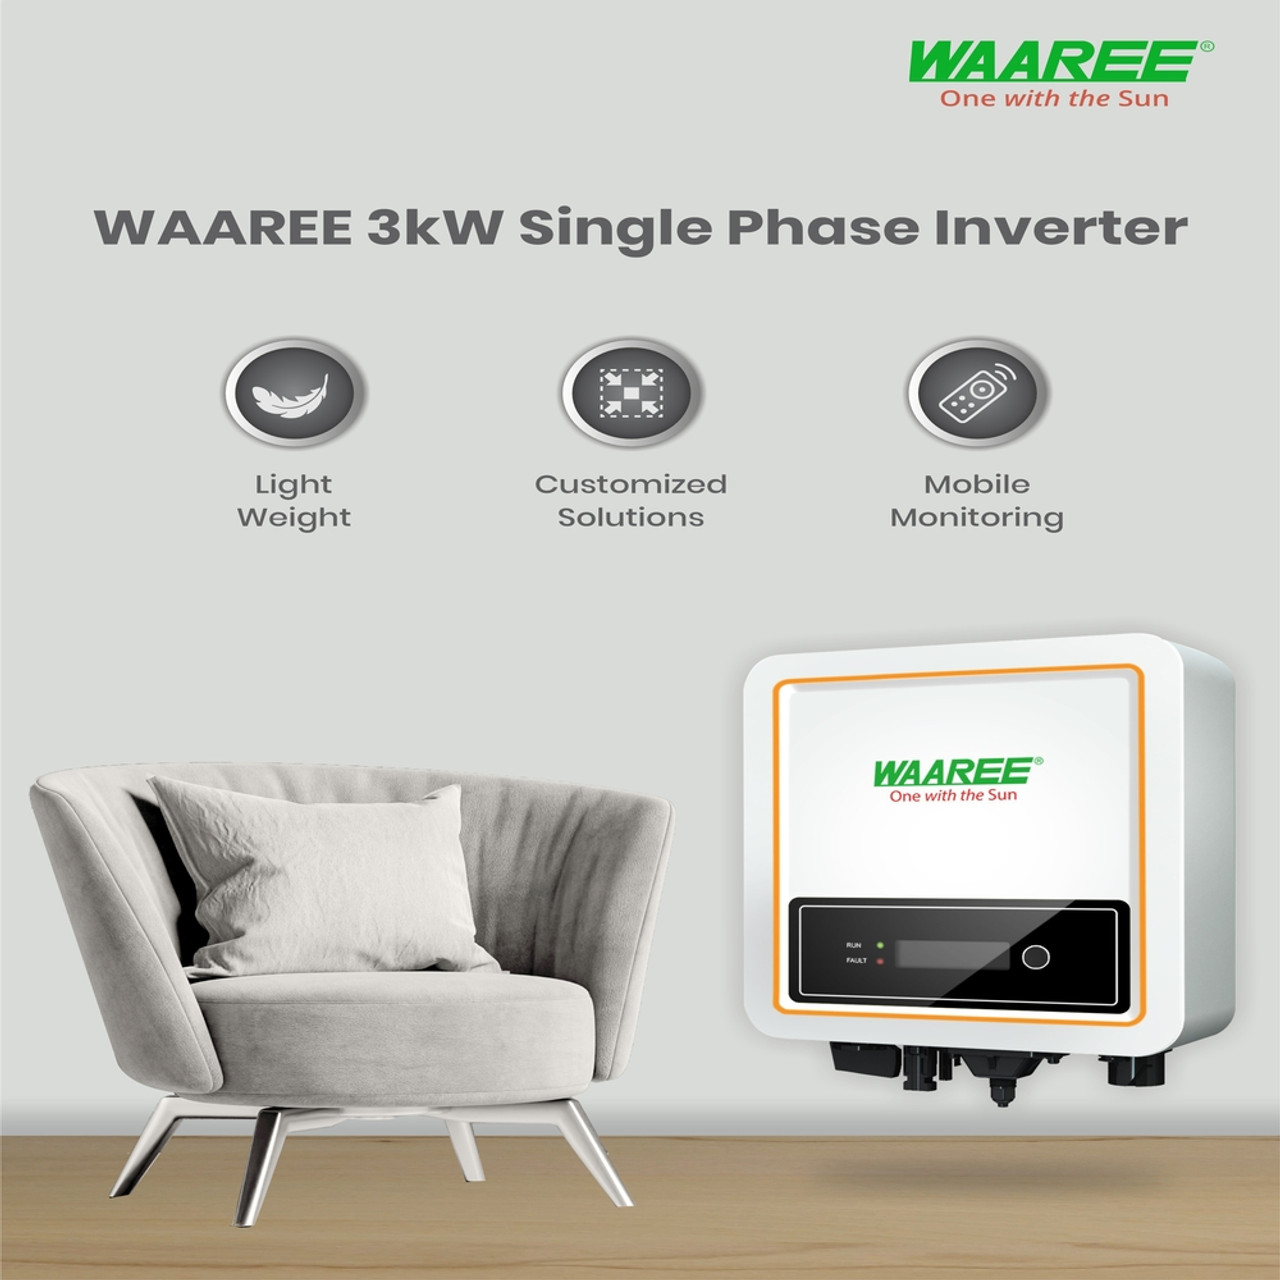 WAAREE®
One with the Sun
WAAREE 3kW Single Phase Inverter
Light
Weight
Customized
Solutions
Mobile
Monitoring
WAAREE®
One with the Sun
RUN
FAULT